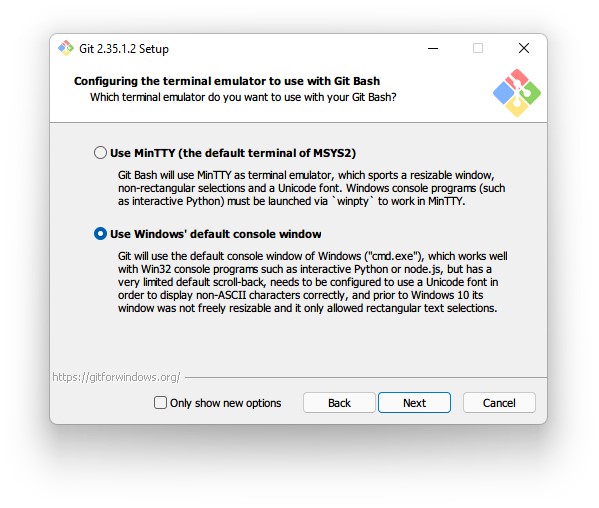 Git 2.35.1.2 Setup
Configuring the terminal emulator to use with Git Bash
Which terminal emulator do you want to use with your Git Bash?
Use MinTTY (the default terminal of MSYS2)
Git Bash will use MinTTY as terminal emulator, which sports a resizable window,
non-rectangular selections and a Unicode font. Windows console programs (such
as interactive Python) must be launched via `winpty` to work in MinTTY.
Use Windows' default console window
Git will use the default console window of Windows ("cmd.exe"), which works well
with Win32 console programs such as interactive Python or node.js, but has a
very limited default scroll-back, needs to be configured to use a Unicode font in
order to display non-ASCII characters correctly, and prior to Windows 10 its
window was not freely resizable and it only allowed rectangular text selections.
https://gitforwindows.org/
Only show new options Back Next Cancel